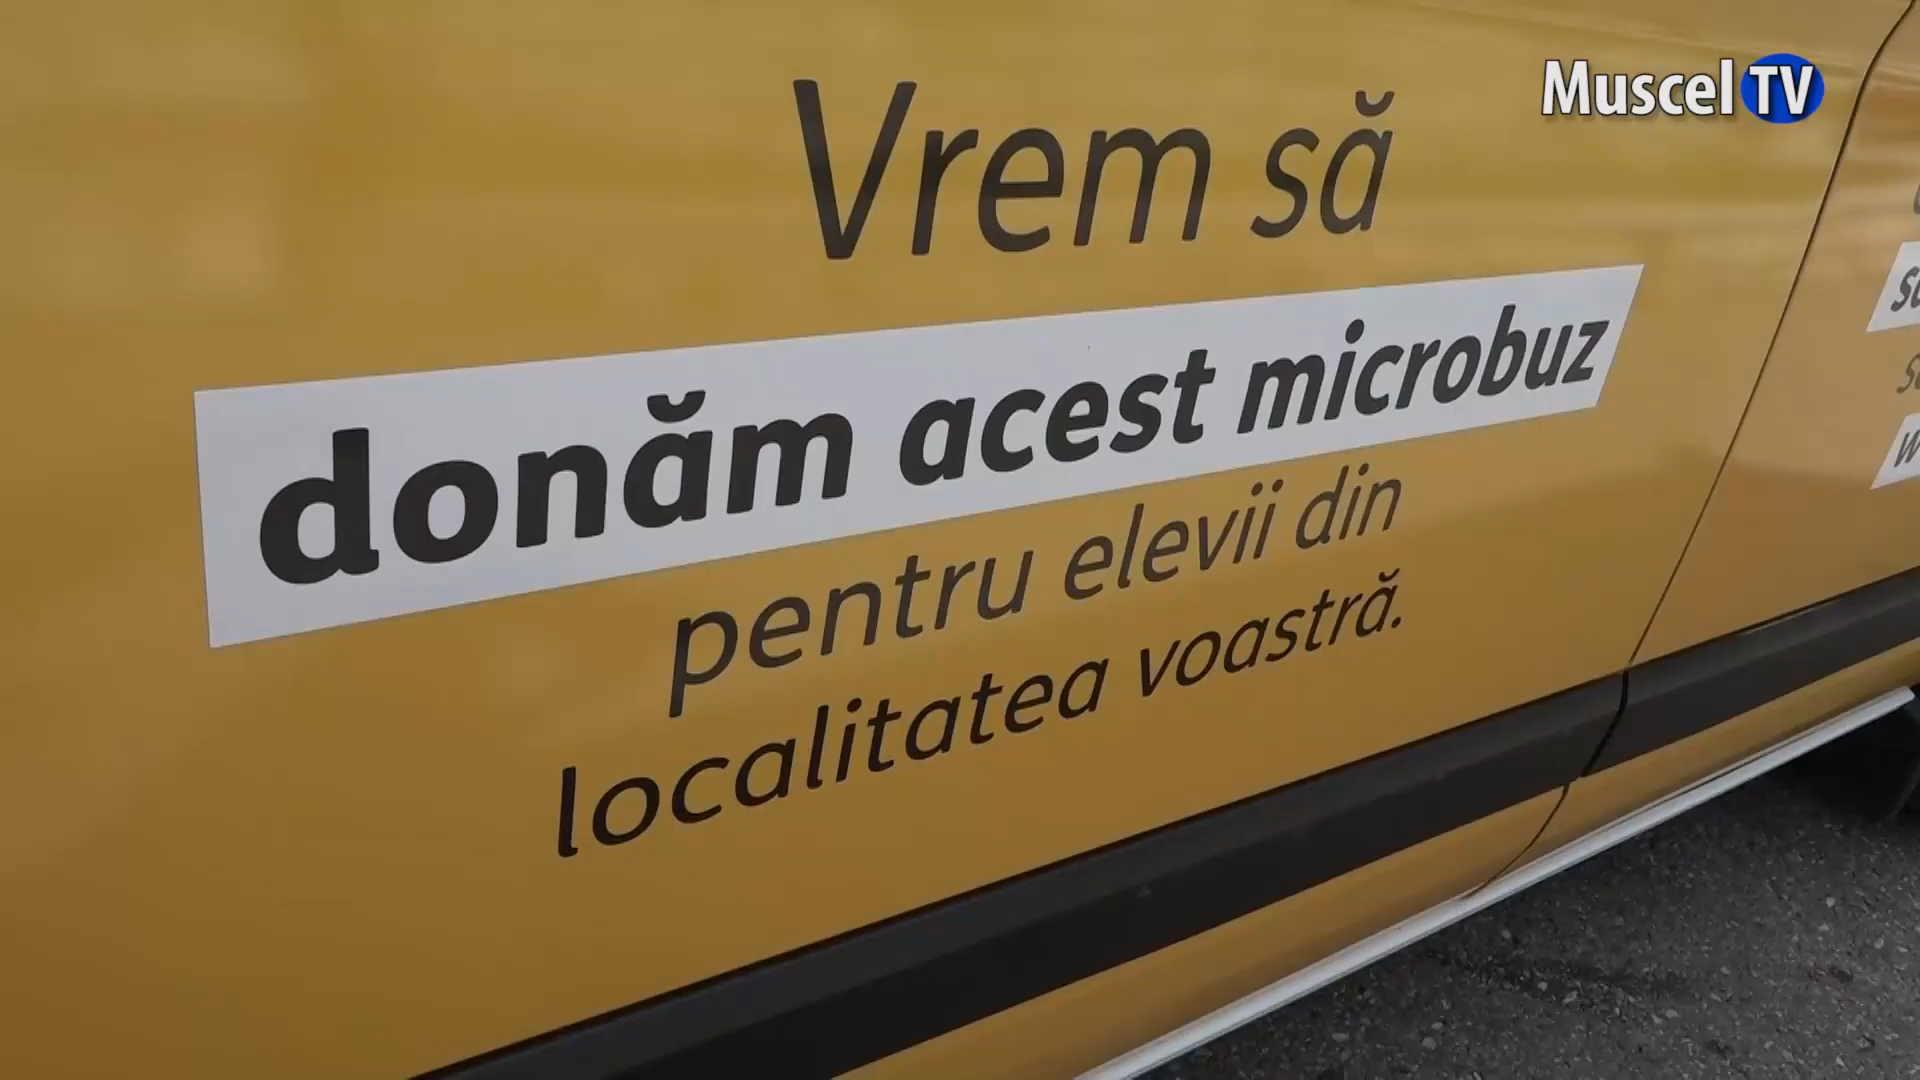 Muscel TV
Vrem să
donăm acest microbuz
pentru elevii din
localitatea voastră.